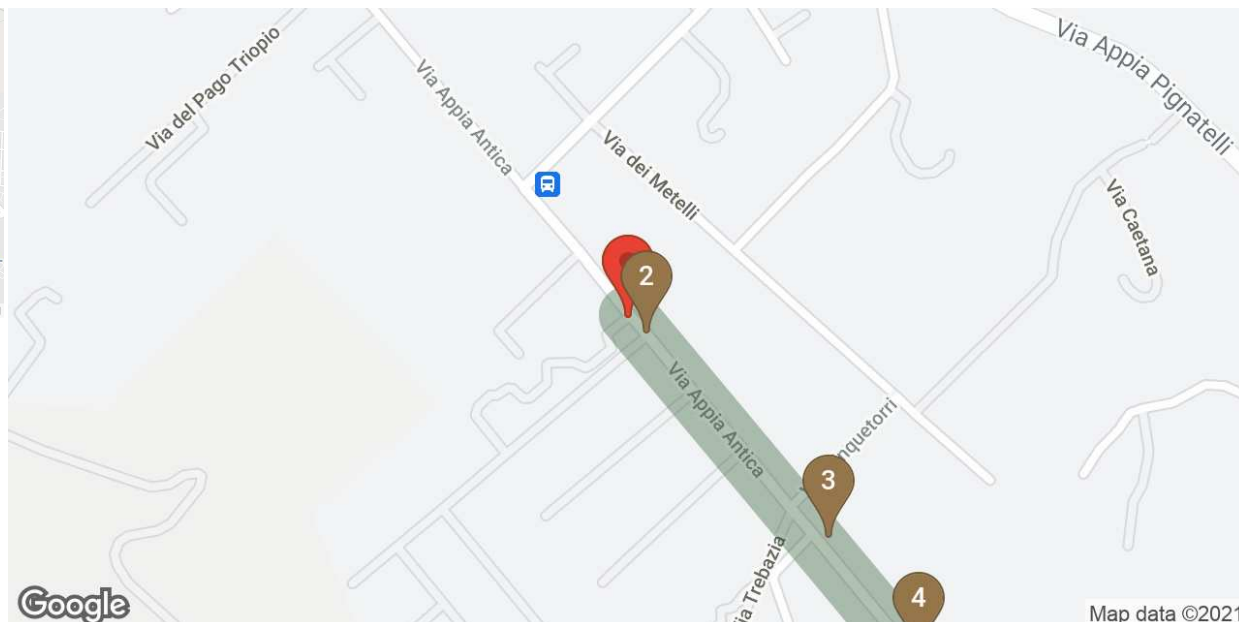 Via del Pago Triopio
Via Appia Antica
Via Appia Pignatelli
Via dei Metelli
Via Caetana
2
Via Appia Antica
3
4
Google
Map data ©2021